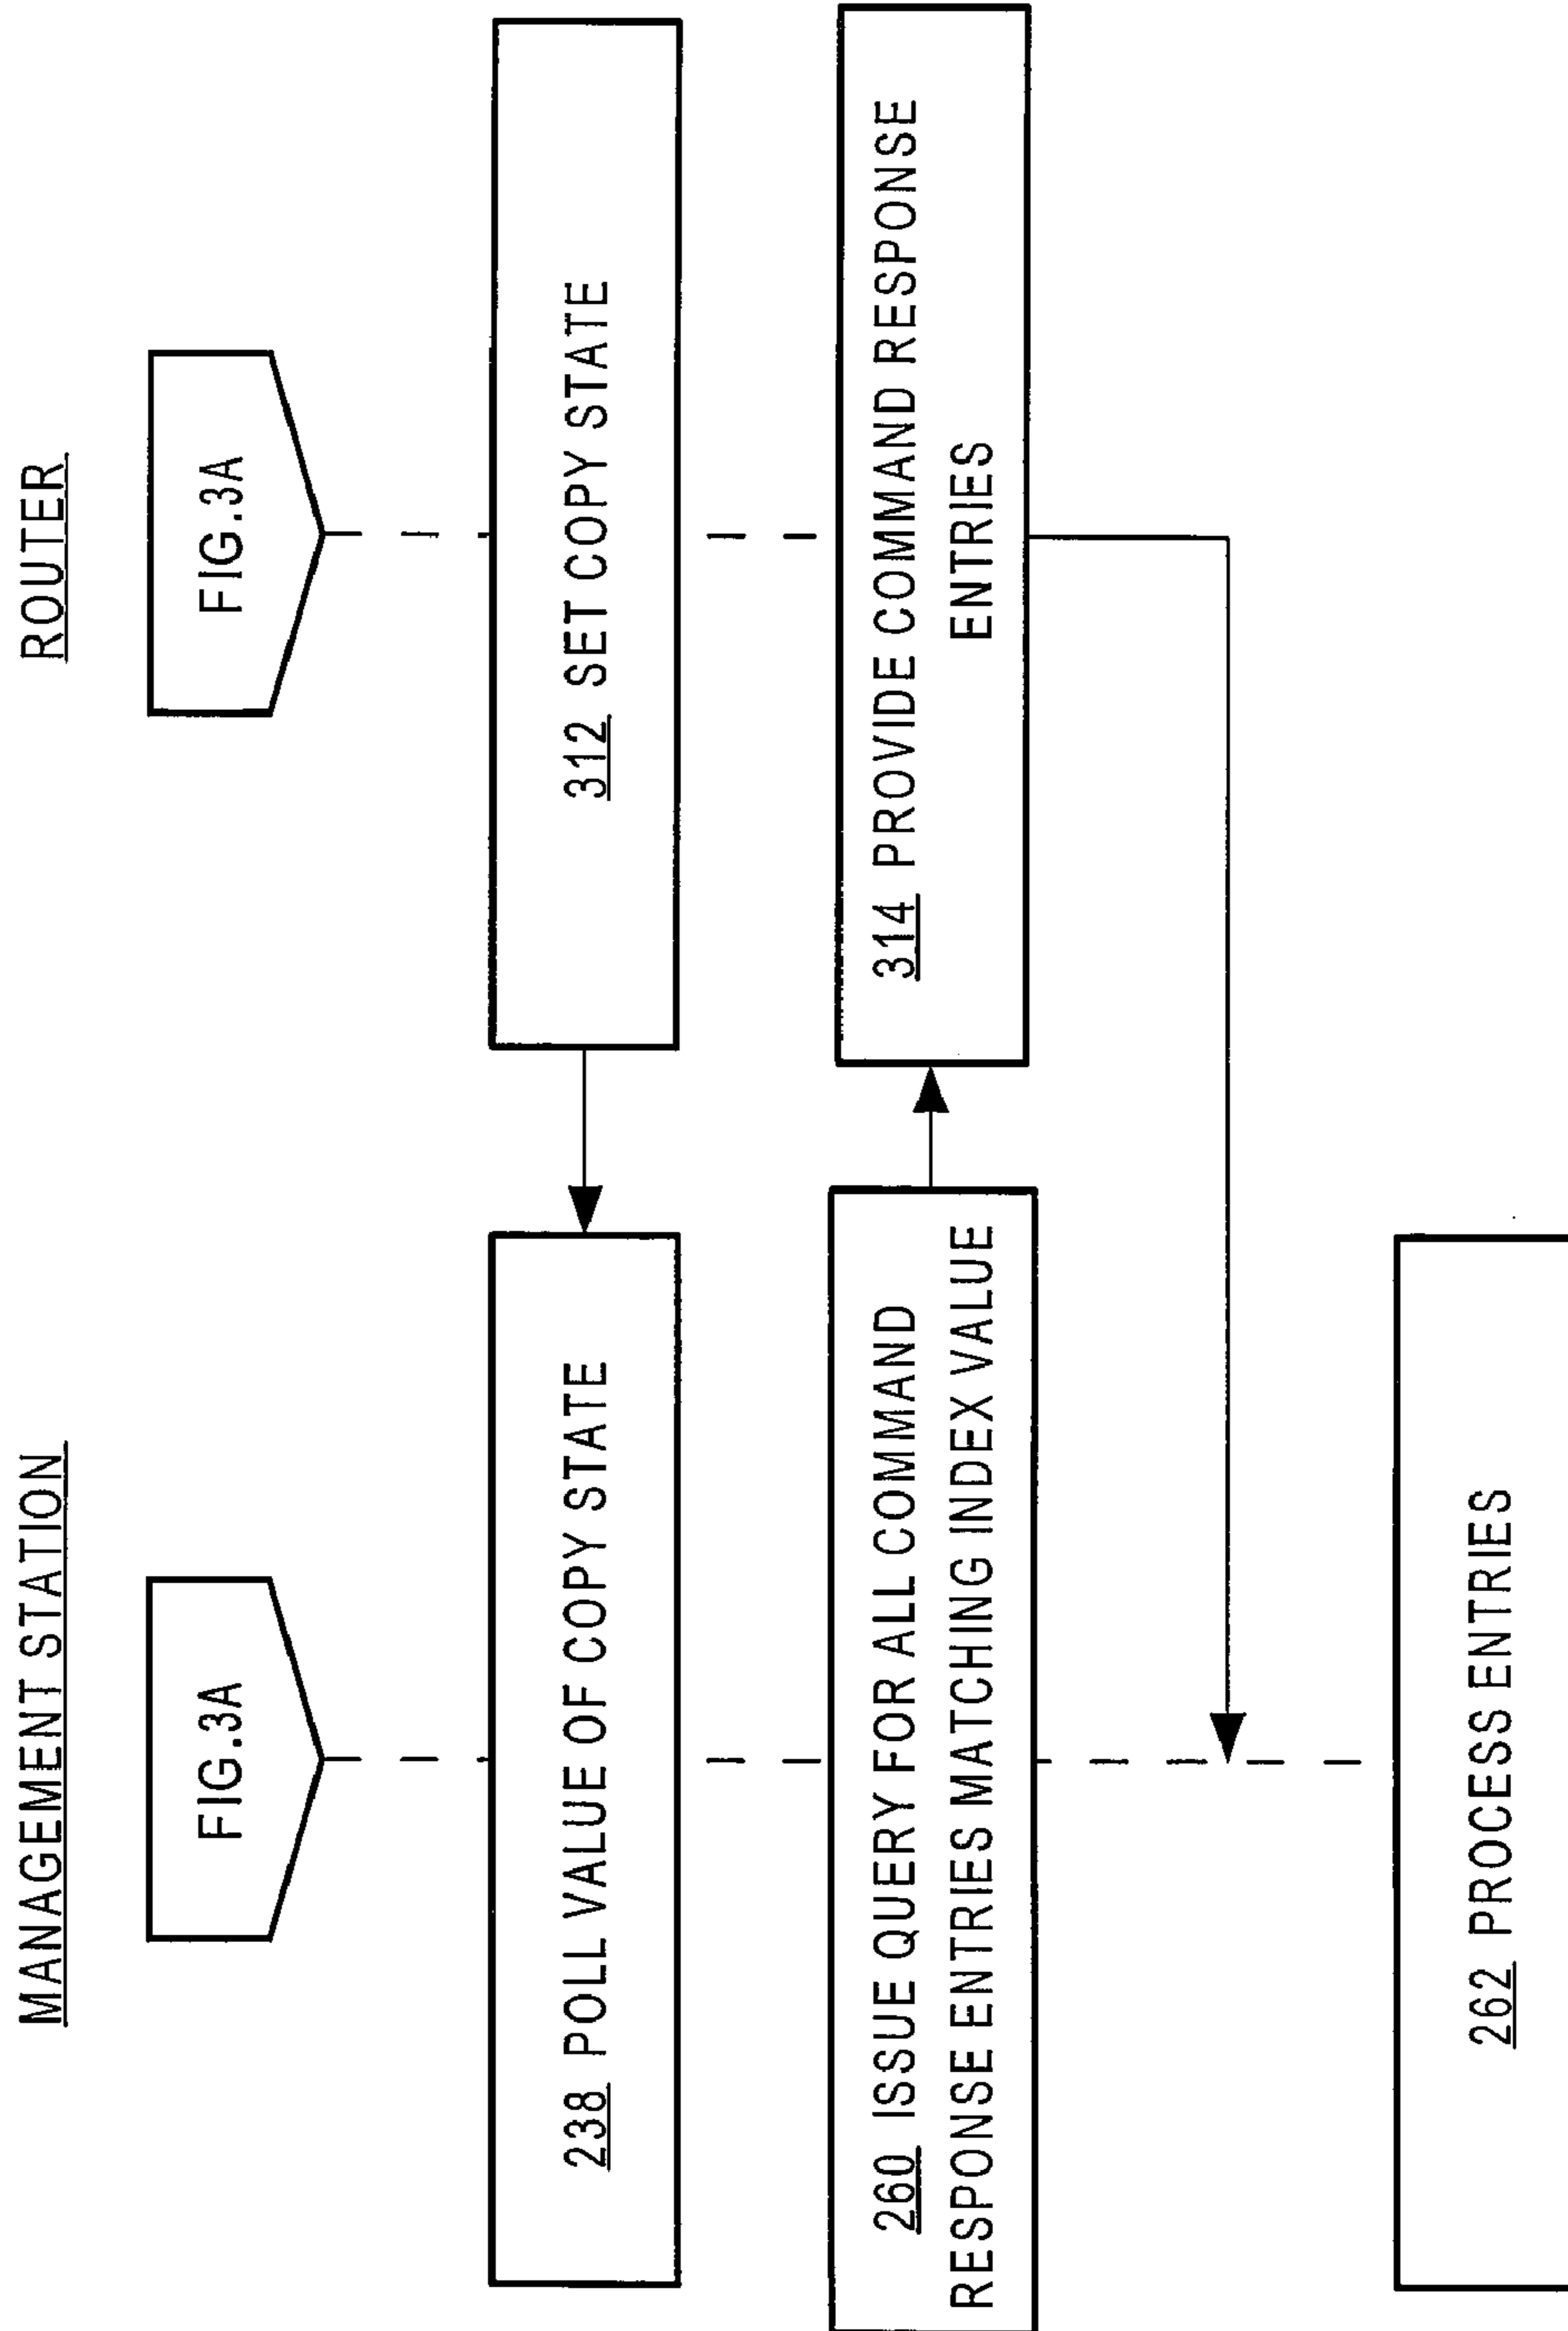 MANAGEMENT STATION
ROUTER
FIG.3A
FIG.3A
238 POLL VALUE OF COPY STATE
312 SET COPY STATE
260 ISSUE QUERY FOR ALL COMMAND
RESPONSE ENTRIES MATCHING INDEX VALUE
314 PROVIDE COMMAND RESPONSE
ENTRIES
262 PROCESS ENTRIES